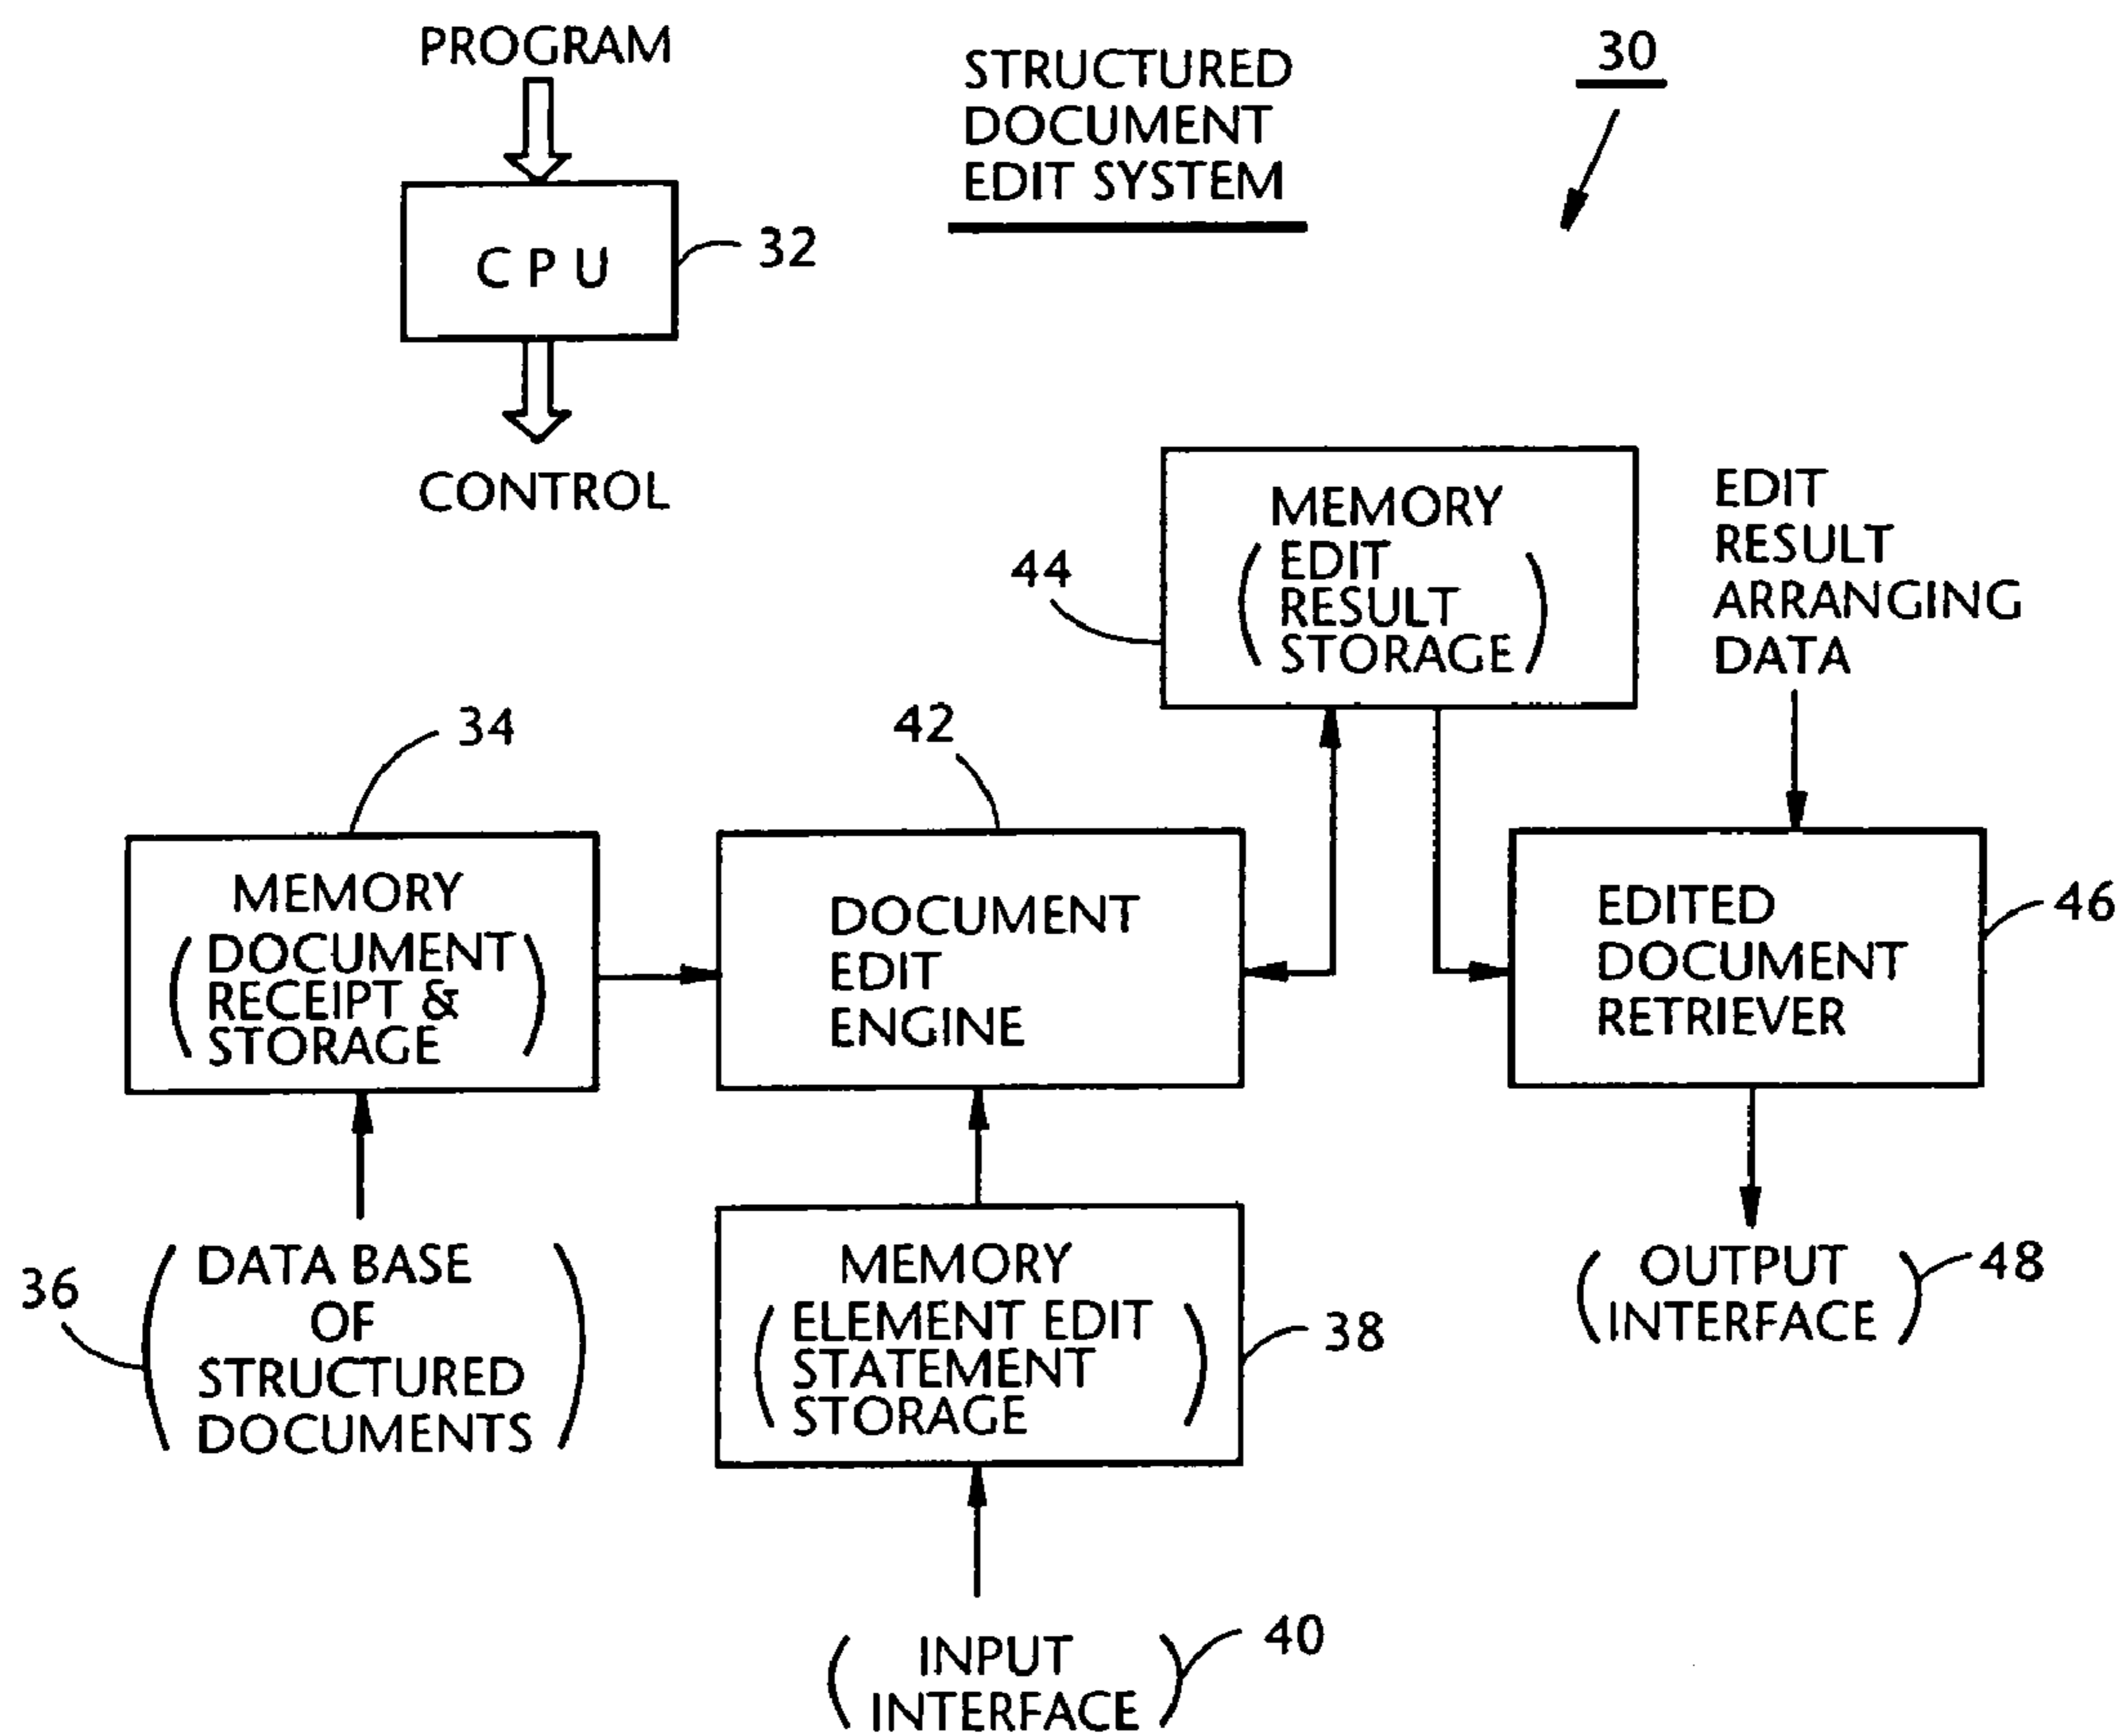 PROGRAM
CPU
32
CONTROL
STRUCTURED
DOCUMENT
EDIT SYSTEM
30
MEMORY
EDIT
RESULT
STORAGE
44
EDIT
RESULT
ARRANGING
DATA
34
MEMORY
DOCUMENT
RECEIPT &
STORAGE
42
DOCUMENT
EDIT
ENGINE
EDITED
DOCUMENT
RETRIEVER
46
36
DATA BASE
OF
STRUCTURED
DOCUMENTS
MEMORY
ELEMENT EDIT
STATEMENT
STORAGE
38
OUTPUT
INTERFACE
48
INPUT
INTERFACE
40